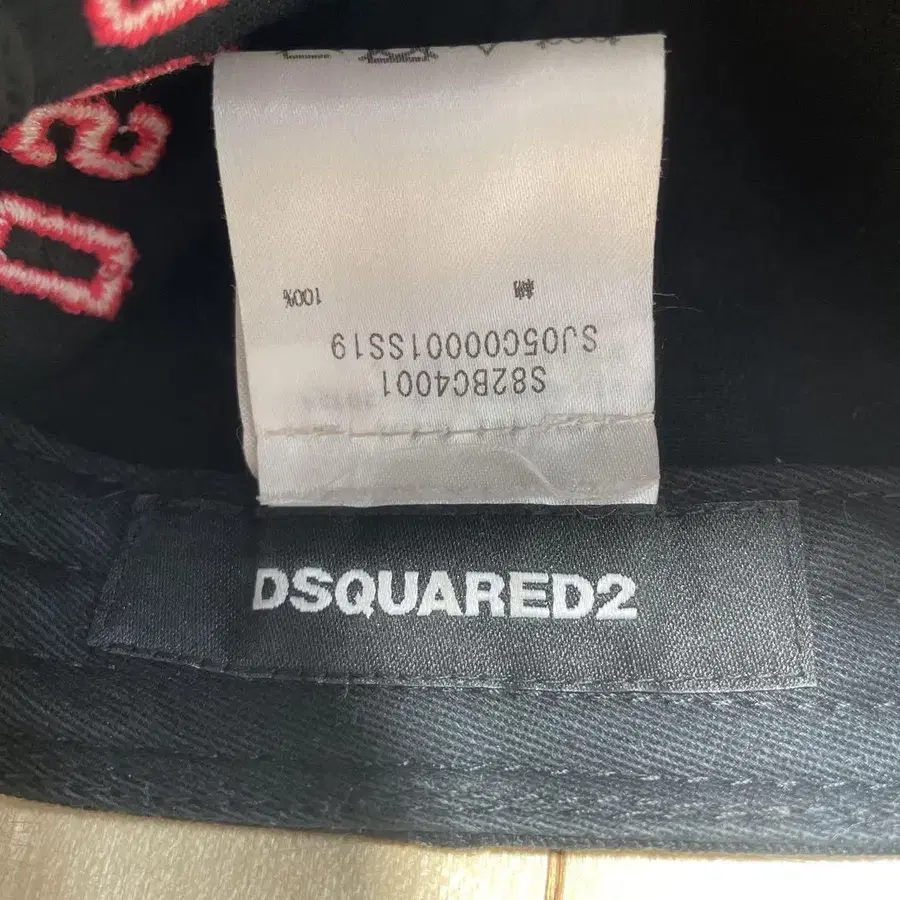 S82BC4001
SJ05C00001SS19
綿 100%
DSQUARED2